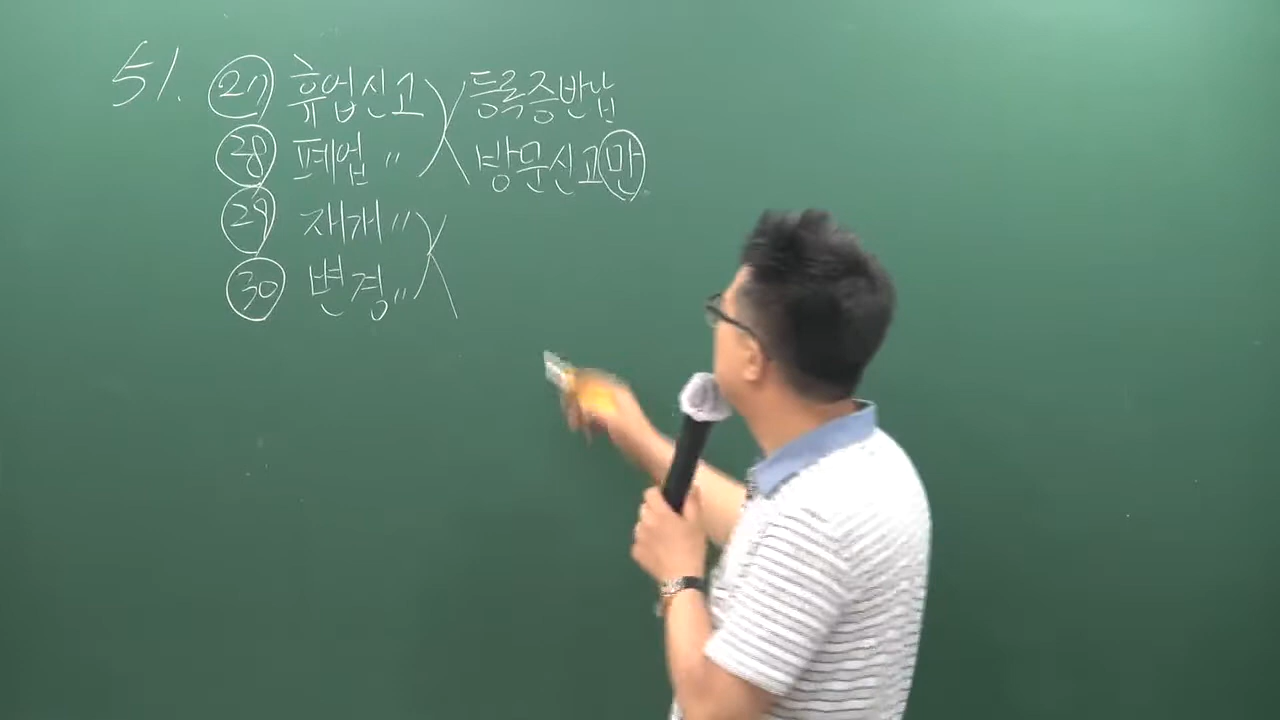 51. ㉗ 휴업신고 등록증반납
㉘ 폐업 〃 방문신고만
㉙ 재개 〃
㉚ 변경 〃